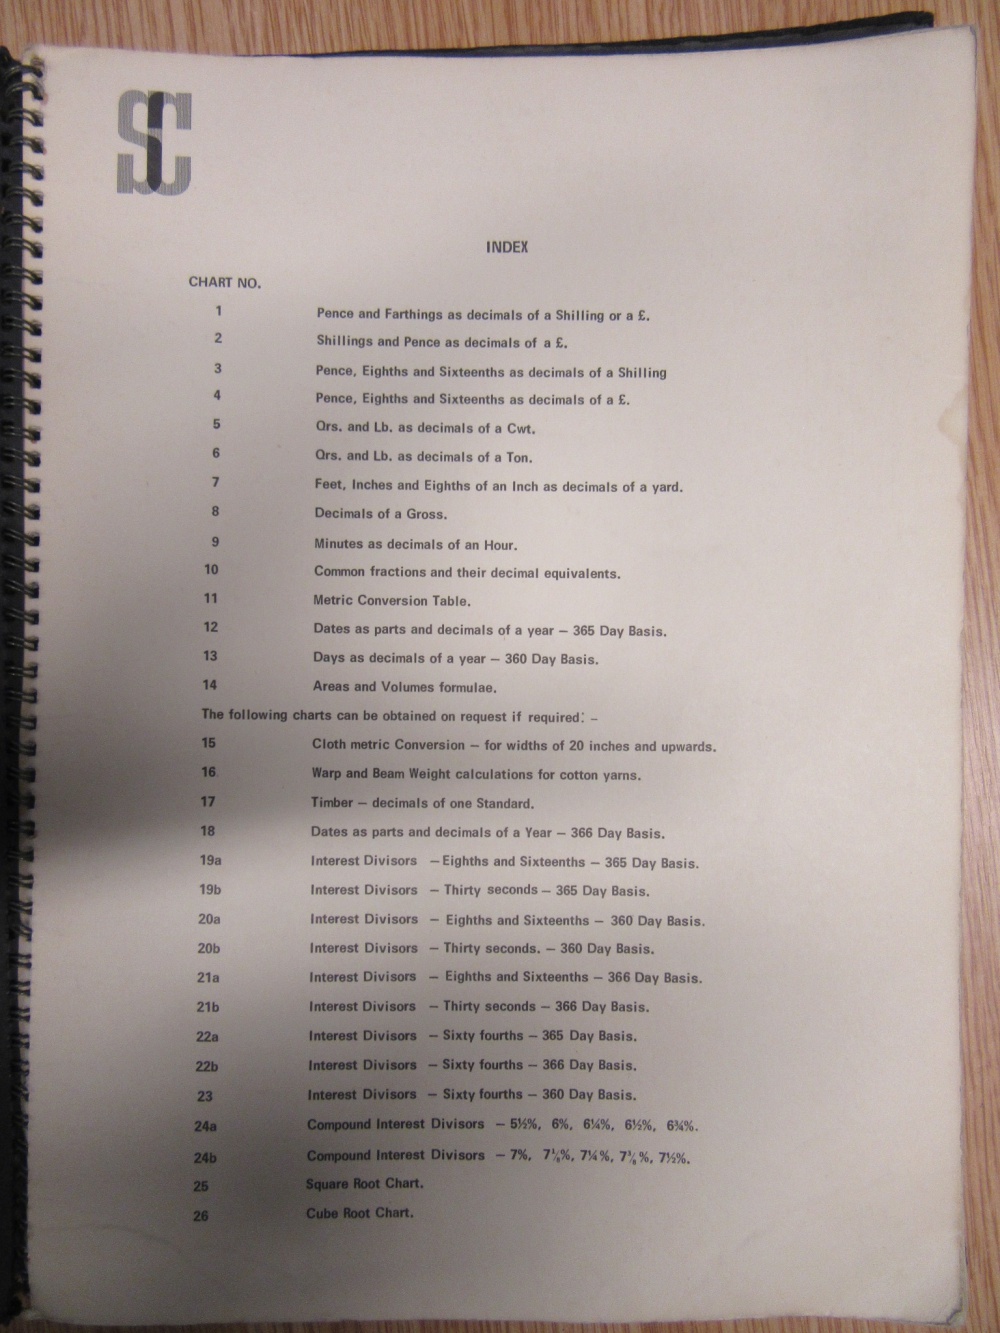 SC
INDEX
CHART NO.
1 Pence and Farthings as decimals of a Shilling or a £.
2 Shillings and Pence as decimals of a £.
3 Pence, Eighths and Sixteenths as decimals of a Shilling
4 Pence, Eighths and Sixteenths as decimals of a £.
5 Qrs. and Lb. as decimals of a Cwt.
6 Qrs. and Lb. as decimals of a Ton.
7 Feet, Inches and Eighths of an Inch as decimals of a yard.
8 Decimals of a Gross.
9 Minutes as decimals of an Hour.
10 Common fractions and their decimal equivalents.
11 Metric Conversion Table.
12 Dates as parts and decimals of a year – 365 Day Basis.
13 Days as decimals of a year – 360 Day Basis.
14 Areas and Volumes formulae.
The following charts can be obtained on request if required: –
15 Cloth metric Conversion – for widths of 20 inches and upwards.
16 Warp and Beam Weight calculations for cotton yarns.
17 Timber – decimals of one Standard.
18 Dates as parts and decimals of a Year – 366 Day Basis.
19a Interest Divisors – Eighths and Sixteenths – 365 Day Basis.
19b Interest Divisors – Thirty seconds – 365 Day Basis.
20a Interest Divisors – Eighths and Sixteenths – 360 Day Basis.
20b Interest Divisors – Thirty seconds. – 360 Day Basis.
21a Interest Divisors – Eighths and Sixteenths – 366 Day Basis.
21b Interest Divisors – Thirty seconds – 366 Day Basis.
22a Interest Divisors – Sixty fourths – 365 Day Basis.
22b Interest Divisors – Sixty fourths – 366 Day Basis.
23 Interest Divisors – Sixty fourths – 360 Day Basis.
24a Compound Interest Divisors – 5½%, 6%, 6¼%, 6½%, 6¾%.
24b Compound Interest Divisors – 7%, 7⅛%, 7¼%, 7⅜%, 7½%.
25 Square Root Chart.
26 Cube Root Chart.